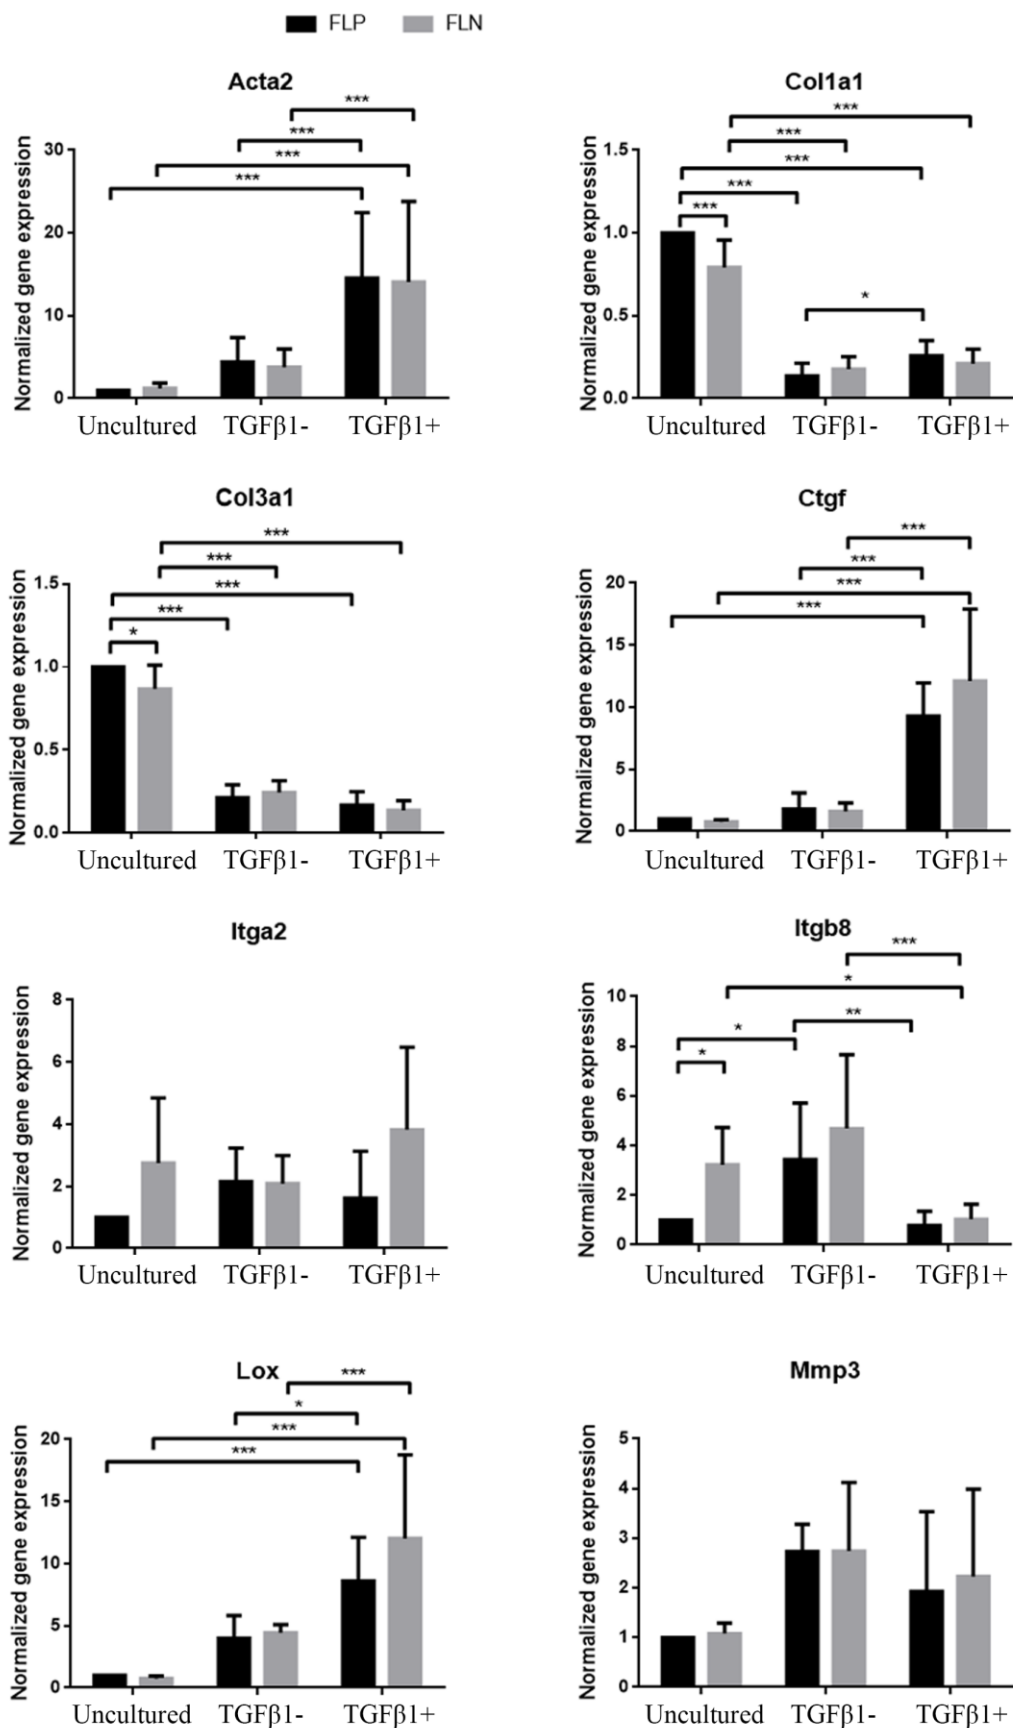 FLP FLN
Acta2
***
***
***
***
Normalized gene expression
30
20
10
0
Uncultured TGFβ1- TGFβ1+
Col1a1
***
***
***
***
***
*
Normalized gene expression
1.5
1.0
0.5
0.0
Uncultured TGFβ1- TGFβ1+
Col3a1
***
***
***
***
*
Normalized gene expression
1.5
1.0
0.5
0.0
Uncultured TGFβ1- TGFβ1+
Ctgf
***
***
***
***
Normalized gene expression
20
15
10
5
0
Uncultured TGFβ1- TGFβ1+
Itga2
Normalized gene expression
8
6
4
2
0
Uncultured TGFβ1- TGFβ1+
Itgb8
***
*
**
*
*
Normalized gene expression
10
8
6
4
2
0
Uncultured TGFβ1- TGFβ1+
Lox
***
*
***
***
Normalized gene expression
20
15
10
5
0
Uncultured TGFβ1- TGFβ1+
Mmp3
Normalized gene expression
5
4
3
2
1
0
Uncultured TGFβ1- TGFβ1+